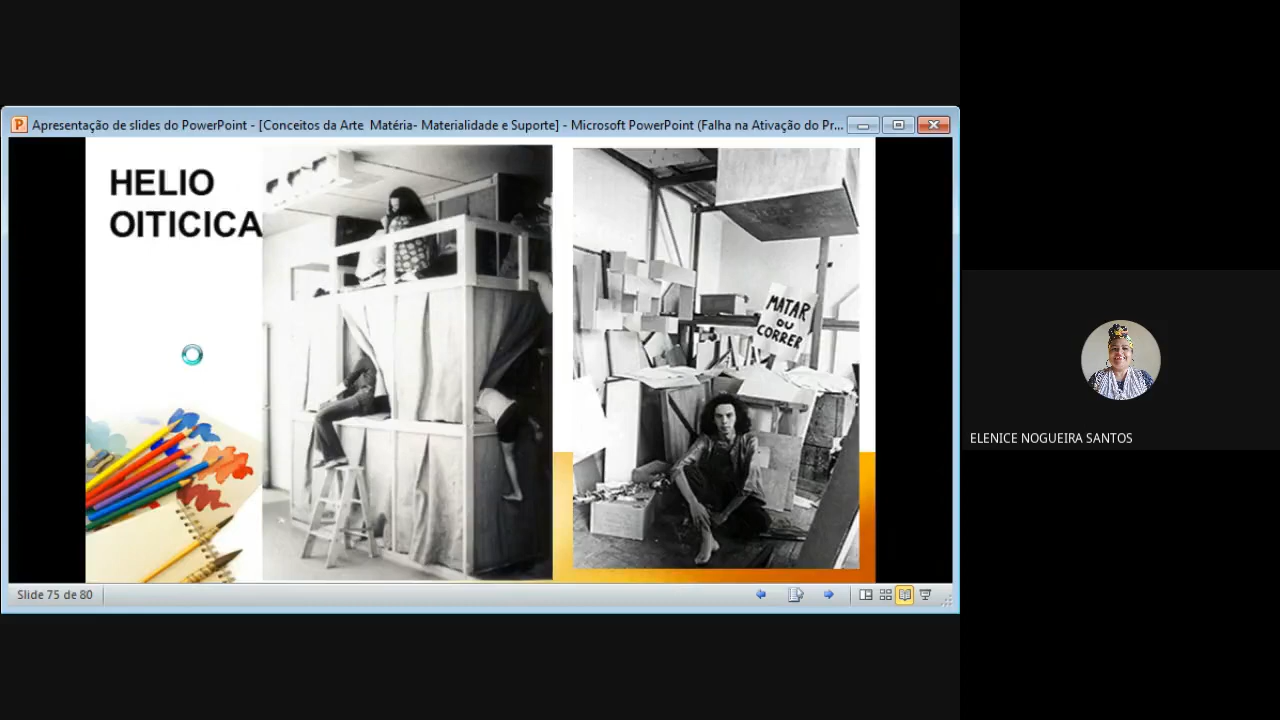 Apresentação de slides do PowerPoint - [Conceitos da Arte Matéria- Materialidade e Suporte] - Microsoft PowerPoint (Falha na Ativação do Pr...
HELIO
OITICICA
MATAR
OU
CORRER
ELENICE NOGUEIRA SANTOS
Slide 75 de 80